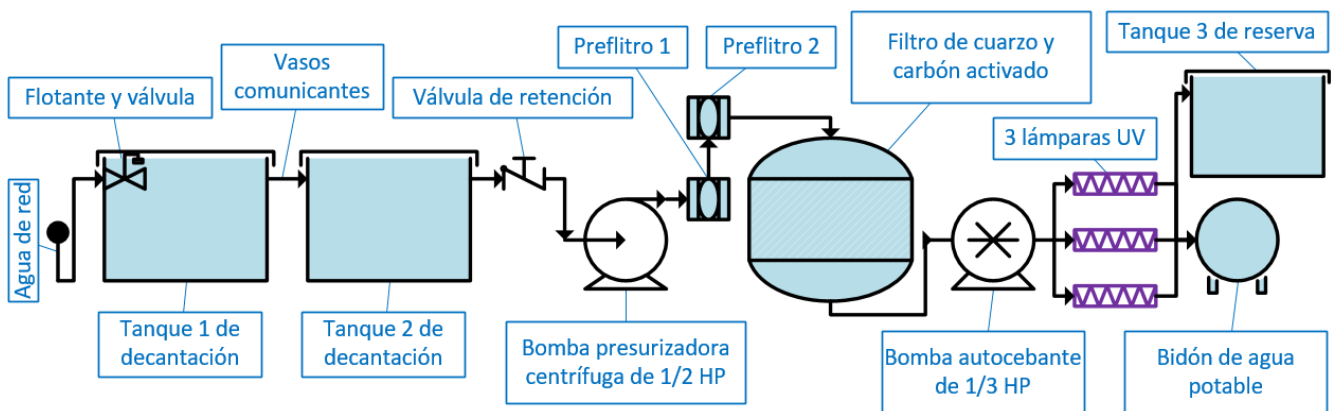 Preflitro 1
Preflitro 2
Filtro de cuarzo y
carbón activado
Tanque 3 de reserva
Vasos
comunicantes
Flotante y válvula
Válvula de retención
3 lámparas UV
Agua de red
Tanque 1 de
decantación
Tanque 2 de
decantación
Bomba presurizadora
centrífuga de 1/2 HP
Bomba autocebante
de 1/3 HP
Bidón de agua
potable